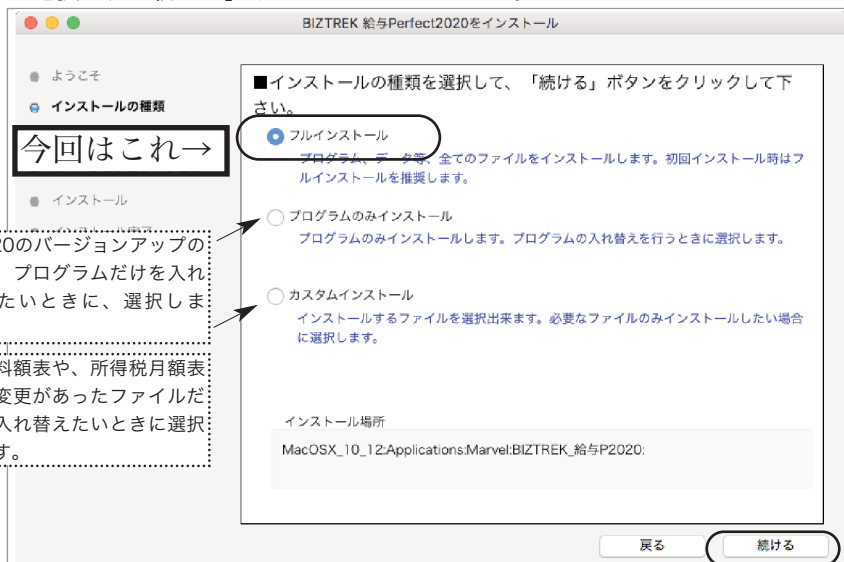 BIZTREK 給与Perfect2020をインストール
ようこそ
インストールの種類
今回はこれ→
インストール
20のバージョンアップの
プログラムだけを入れ
たいときに、選択しま
料額表や、所得税月額表
変更があったファイルだ
入れ替えたいときに選択
す。
■インストールの種類を選択して、「続ける」ボタンをクリックして下
さい。
フルインストール
プログラム、データ等、全てのファイルをインストールします。初回インストール時はフ
ルインストールを推奨します。
プログラムのみインストール
プログラムのみインストールします。プログラムの入れ替えを行うときに選択します。
カスタムインストール
インストールするファイルを選択出来ます。必要なファイルのみインストールしたい場合
に選択します。
インストール場所
MacOSX_10_12:Applications:Marvel:BIZTREK_給与P2020:
戻る
続ける